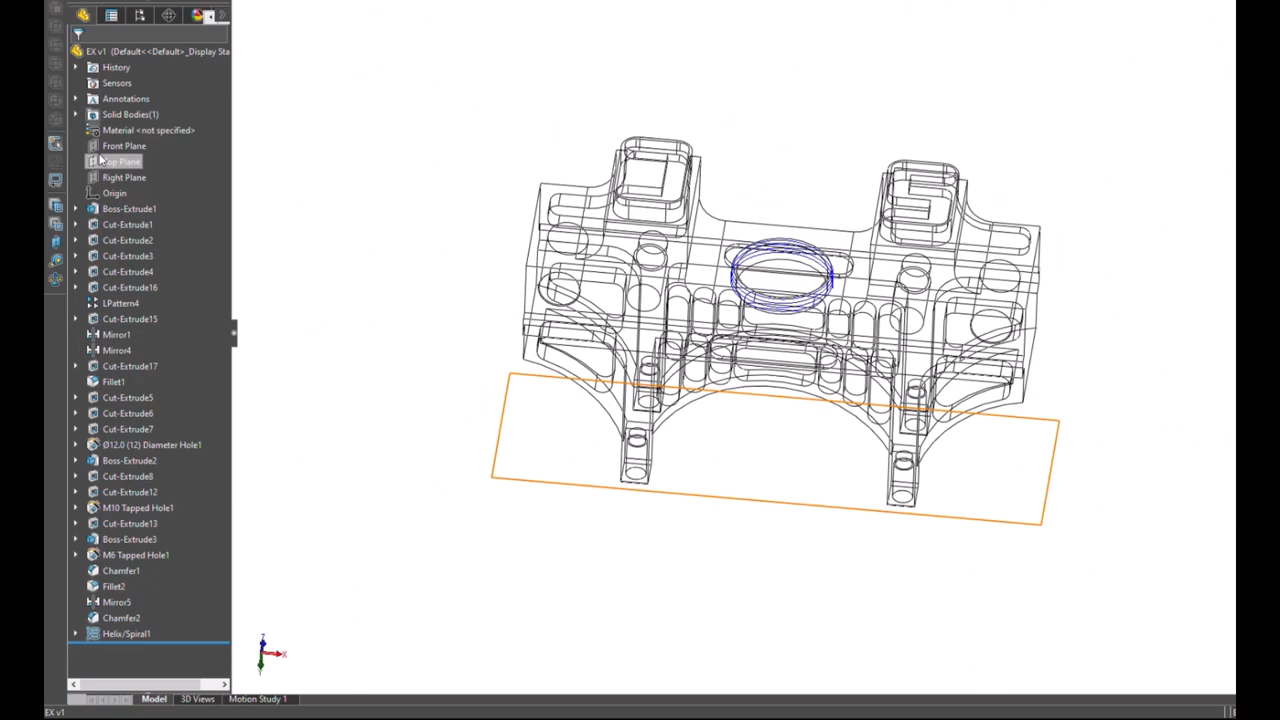 EX v1 (Default<<Default>_Display Sta
History
Sensors
Annotations
Solid Bodies(1)
Material <not specified>
Front Plane
Top Plane
Right Plane
Origin
Boss-Extrude1
Cut-Extrude1
Cut-Extrude2
Cut-Extrude3
Cut-Extrude4
Cut-Extrude16
LPattern4
Cut-Extrude15
Mirror1
Mirror4
Cut-Extrude17
Fillet1
Cut-Extrude5
Cut-Extrude6
Cut-Extrude7
Ø12.0 (12) Diameter Hole1
Boss-Extrude2
Cut-Extrude8
Cut-Extrude12
M10 Tapped Hole1
Cut-Extrude13
Boss-Extrude3
M6 Tapped Hole1
Chamfer1
Fillet2
Mirror5
Chamfer2
Helix/Spiral1
Z
X
Model 3D Views Motion Study 1
EX v1